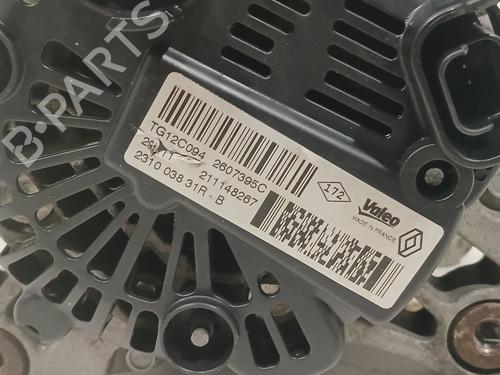 B-PARTS
TG12C094 2607395C
211148267
2310 038 31R - B
172
Valeo
MADE IN FRANCE